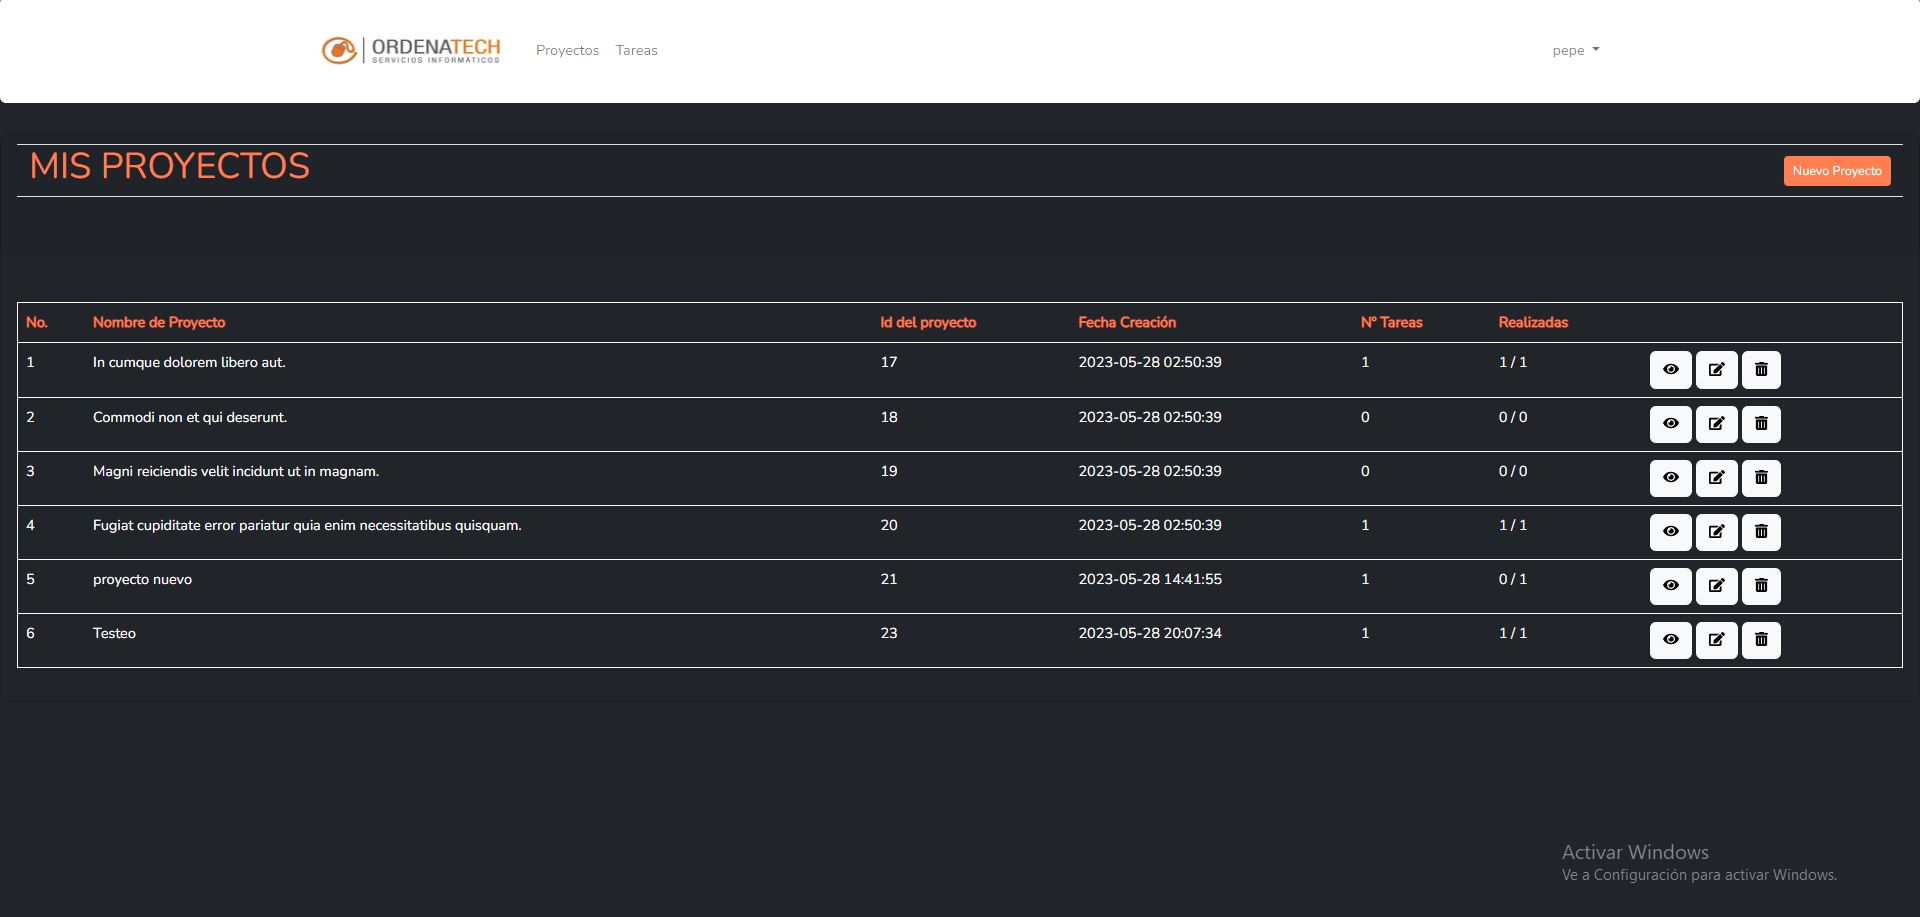 ORDENATECH
SERVICIOS INFORMÁTICOS
Proyectos Tareas pepe
MIS PROYECTOS
Nuevo Proyecto
No. Nombre de Proyecto Id del proyecto Fecha Creación Nº Tareas Realizadas
1 In cumque dolorem libero aut. 17 2023-05-28 02:50:39 1 1 / 1
2 Commodi non et qui deserunt. 18 2023-05-28 02:50:39 0 0 / 0
3 Magni reiciendis velit incidunt ut in magnam. 19 2023-05-28 02:50:39 0 0 / 0
4 Fugiat cupiditate error pariatur quia enim necessitatibus quisquam. 20 2023-05-28 02:50:39 1 1 / 1
5 proyecto nuevo 21 2023-05-28 14:41:55 1 0 / 1
6 Testeo 23 2023-05-28 20:07:34 1 1 / 1
Activar Windows
Ve a Configuración para activar Windows.